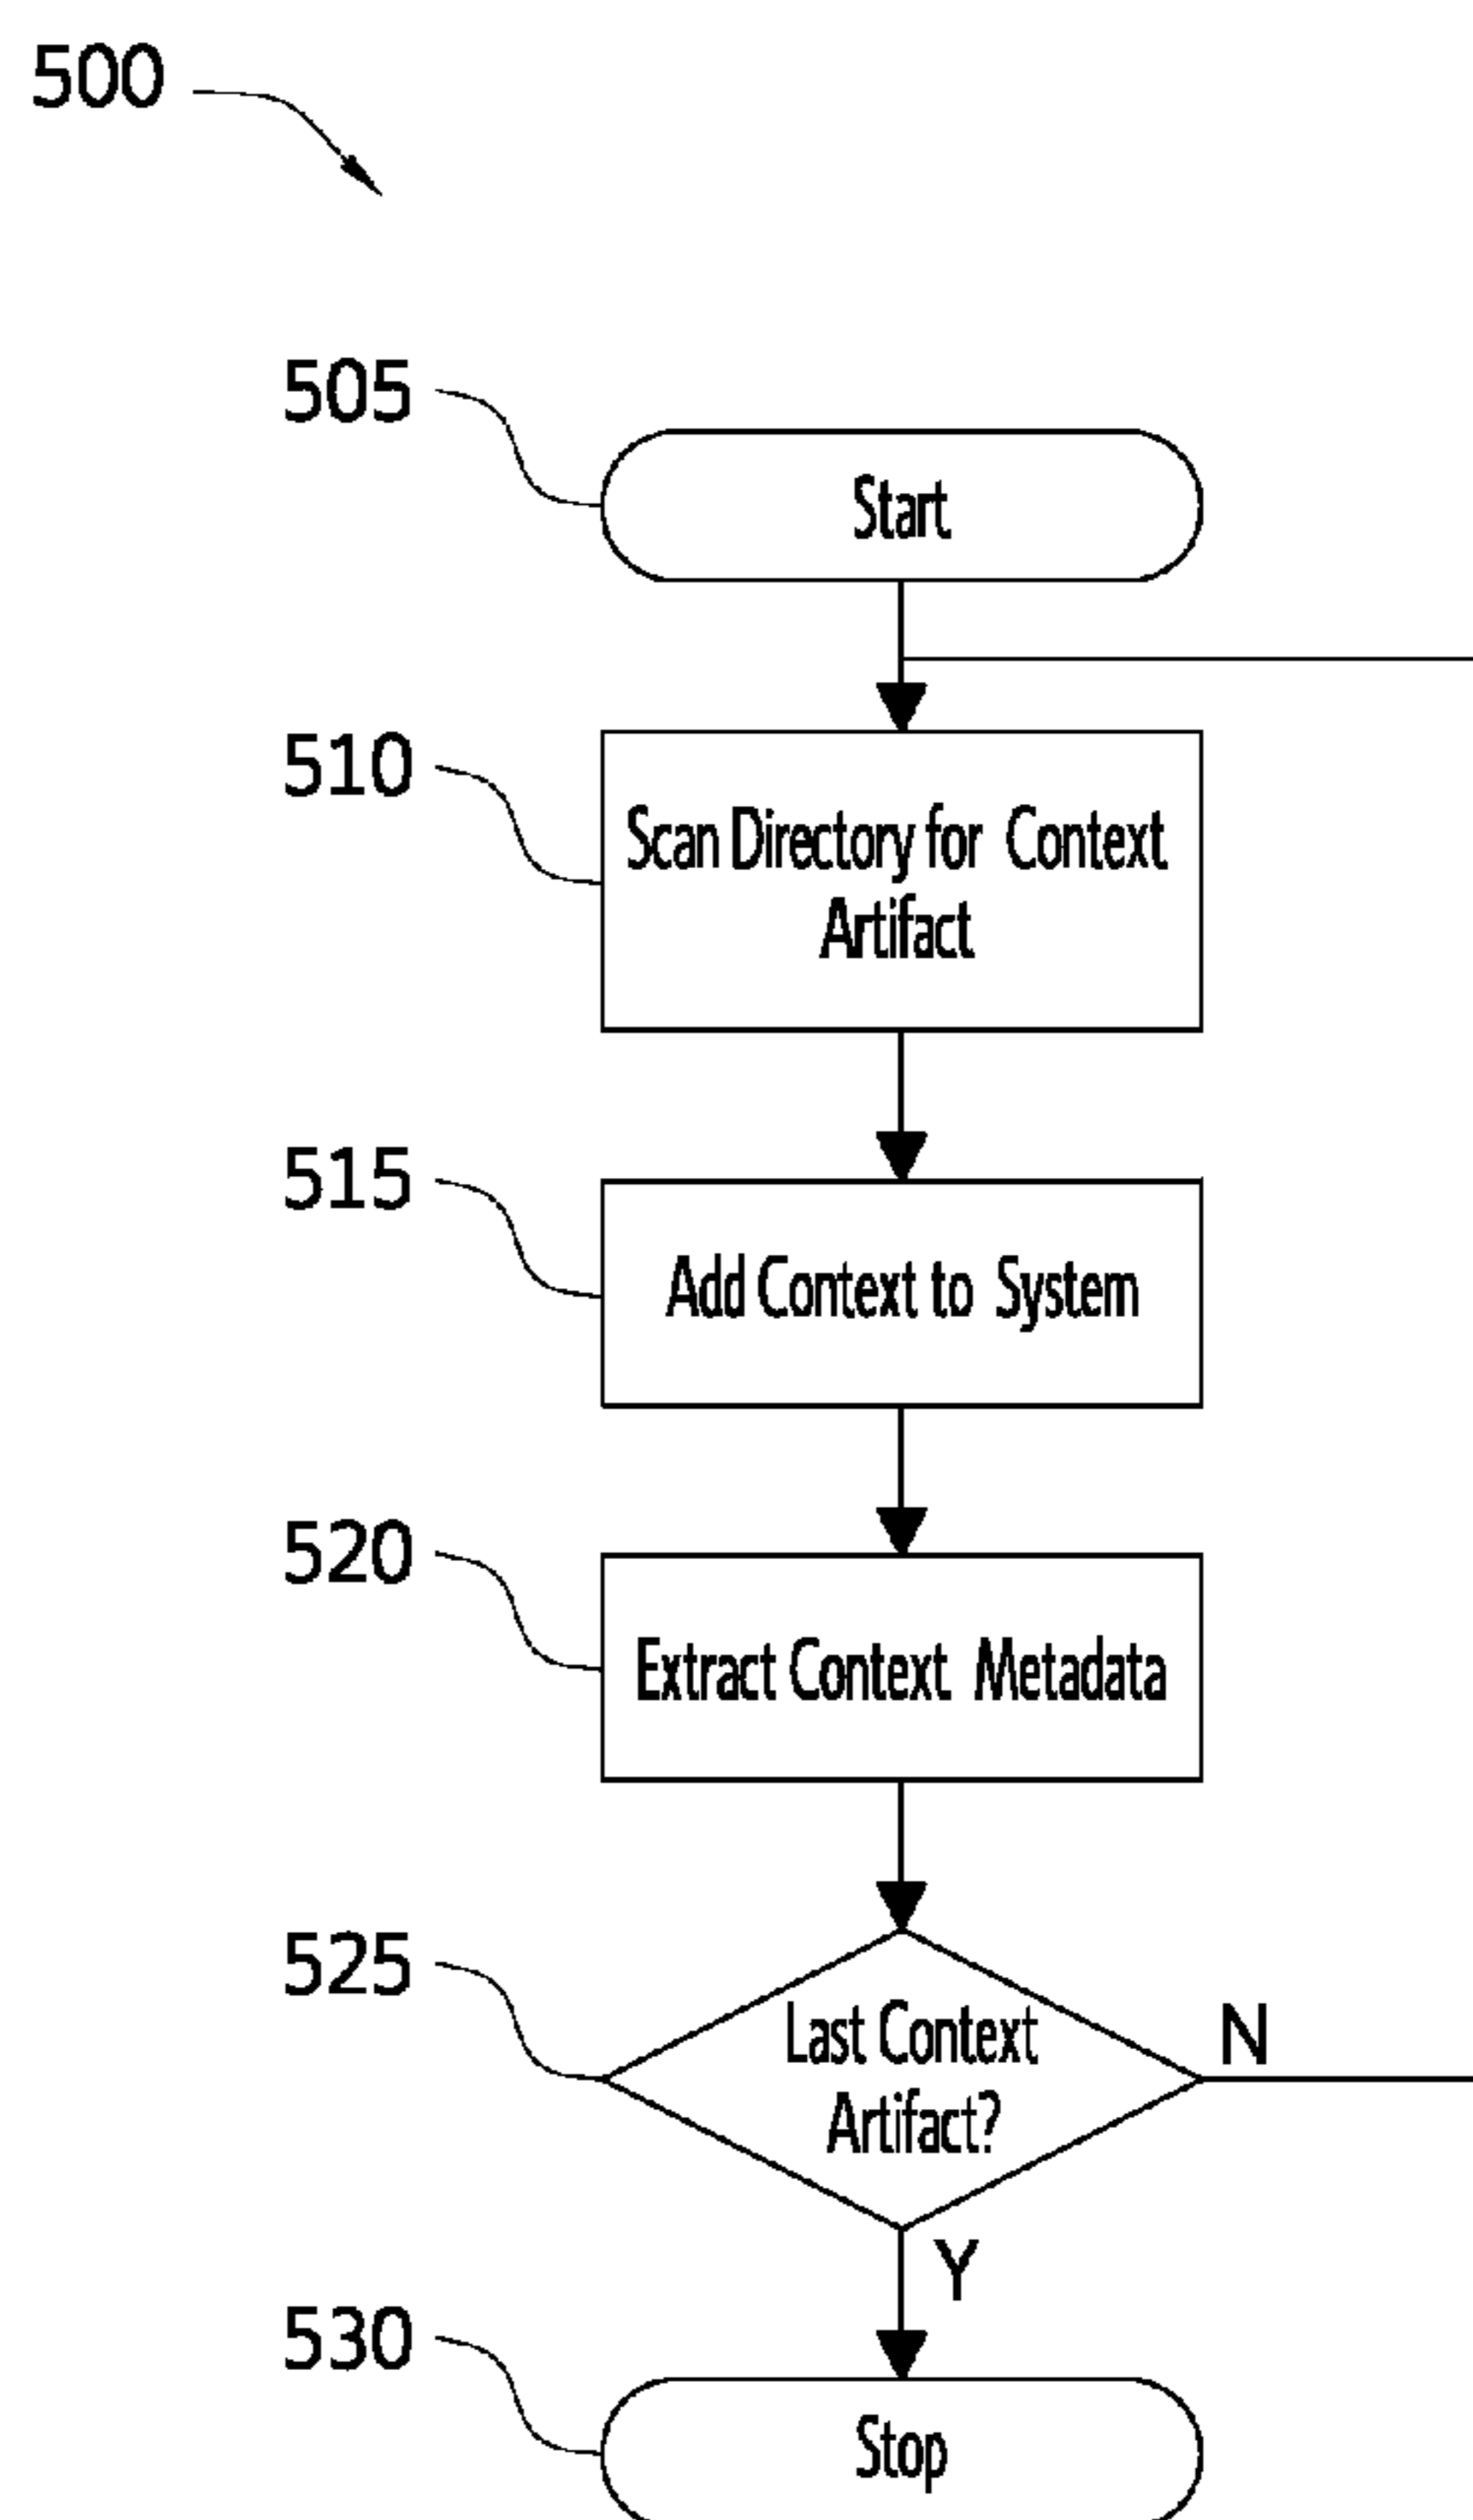 500
505
Start
510
Scan Directory for Context
Artifact
515
Add Context to System
520
Extract Context Metadata
525
Last Context
Artifact?
N
Y
530
Stop